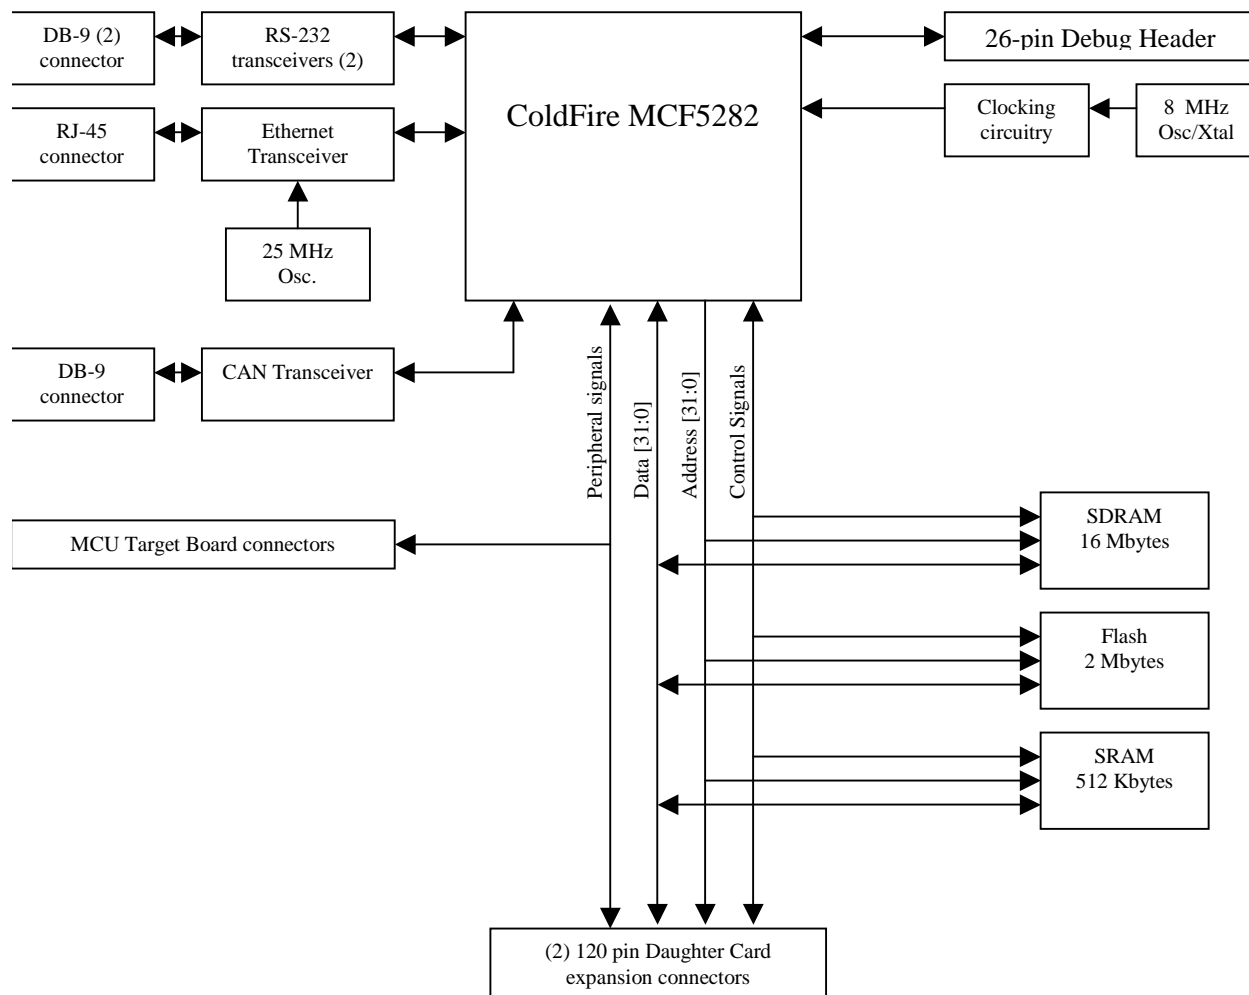 DB-9 (2)
connector
RS-232
transceivers (2)
ColdFire MCF5282
26-pin Debug Header
RJ-45
connector
Ethernet
Transceiver
Clocking
circuitry
8 MHz
Osc/Xtal
25 MHz
Osc.
DB-9
connector
CAN Transceiver
Peripheral signals
Data [31:0]
Address [31:0]
Control Signals
MCU Target Board connectors
SDRAM
16 Mbytes
Flash
2 Mbytes
SRAM
512 Kbytes
(2) 120 pin Daughter Card
expansion connectors